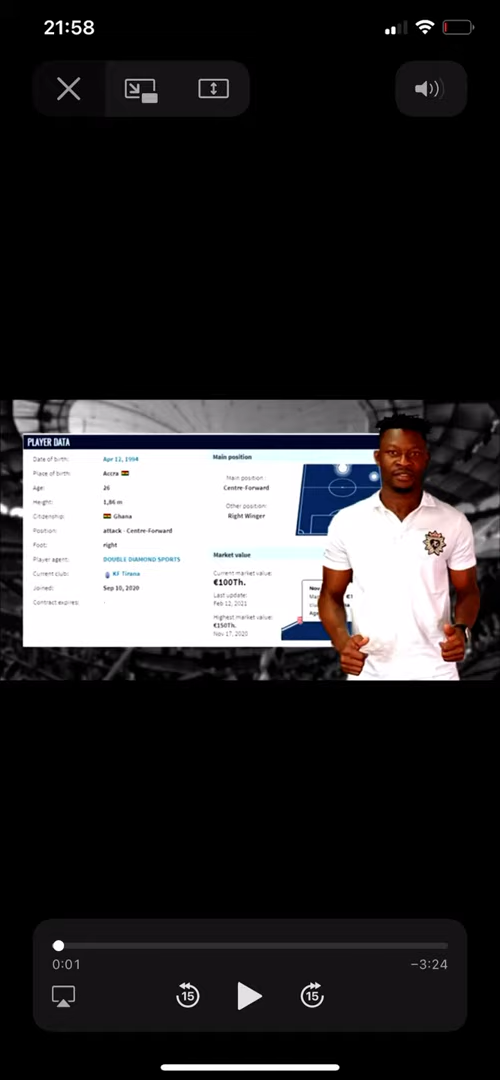 21:58
PLAYER DATA
Date of birth: Apr 12, 1994
Place of birth: Accra
Age: 26
Height: 1,86 m
Citizenship: Ghana
Position: attack - Centre-Forward
Foot: right
Player agent: DOUBLE DIAMOND SPORTS
Current club: KF Tirana
Joined: Sep 10, 2020
Contract expires: -
Main position
Main position:
Centre-Forward
Other position:
Right Winger
Market value
Current market value:
€100Th.
Last update:
Feb 12, 2021
Highest market value:
€150Th.
Nov 17, 2020
Nov
Age
0:01
−3:24
15
15